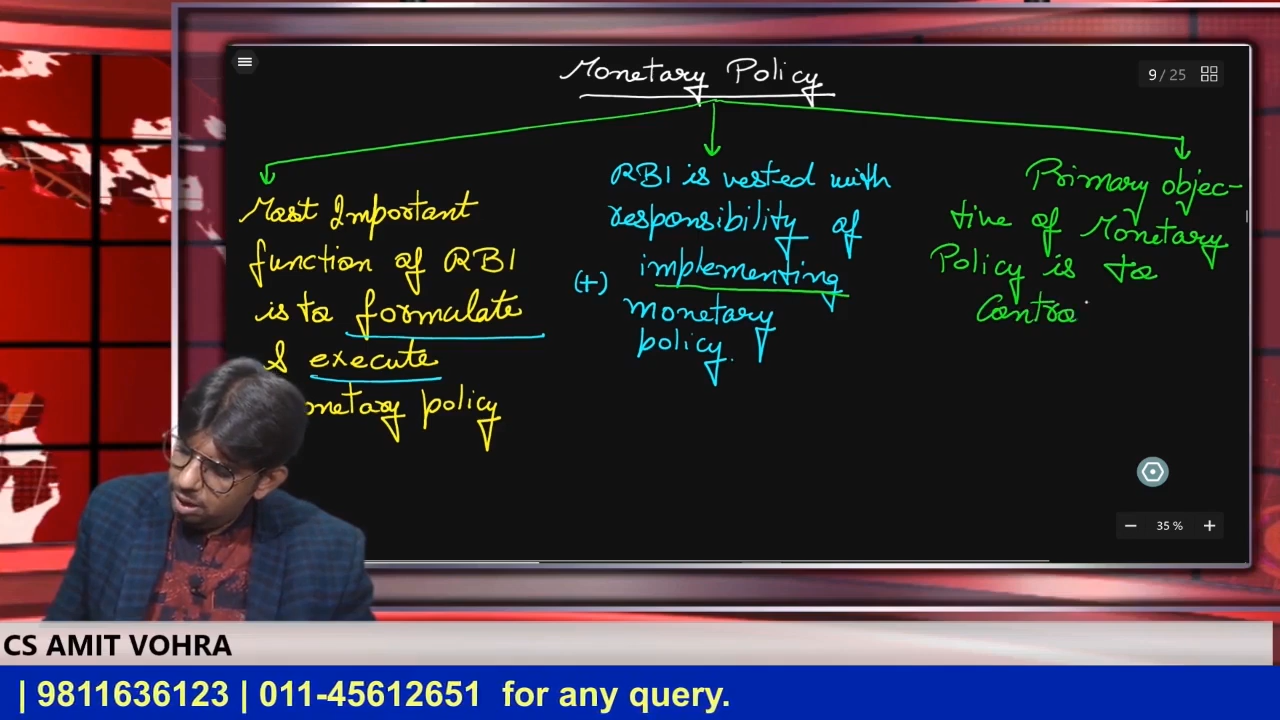 Monetary Policy
9 / 25
Most Important
function of RBI
is to formulate
& execute
onetary policy
RBI is vested with
responsibility of
(+) implementing
monetary
policy.
Primary objec-
tive of Monetary
Policy is to
Contro
35 %
CS AMIT VOHRA
| 9811636123 | 011-45612651 for any query.